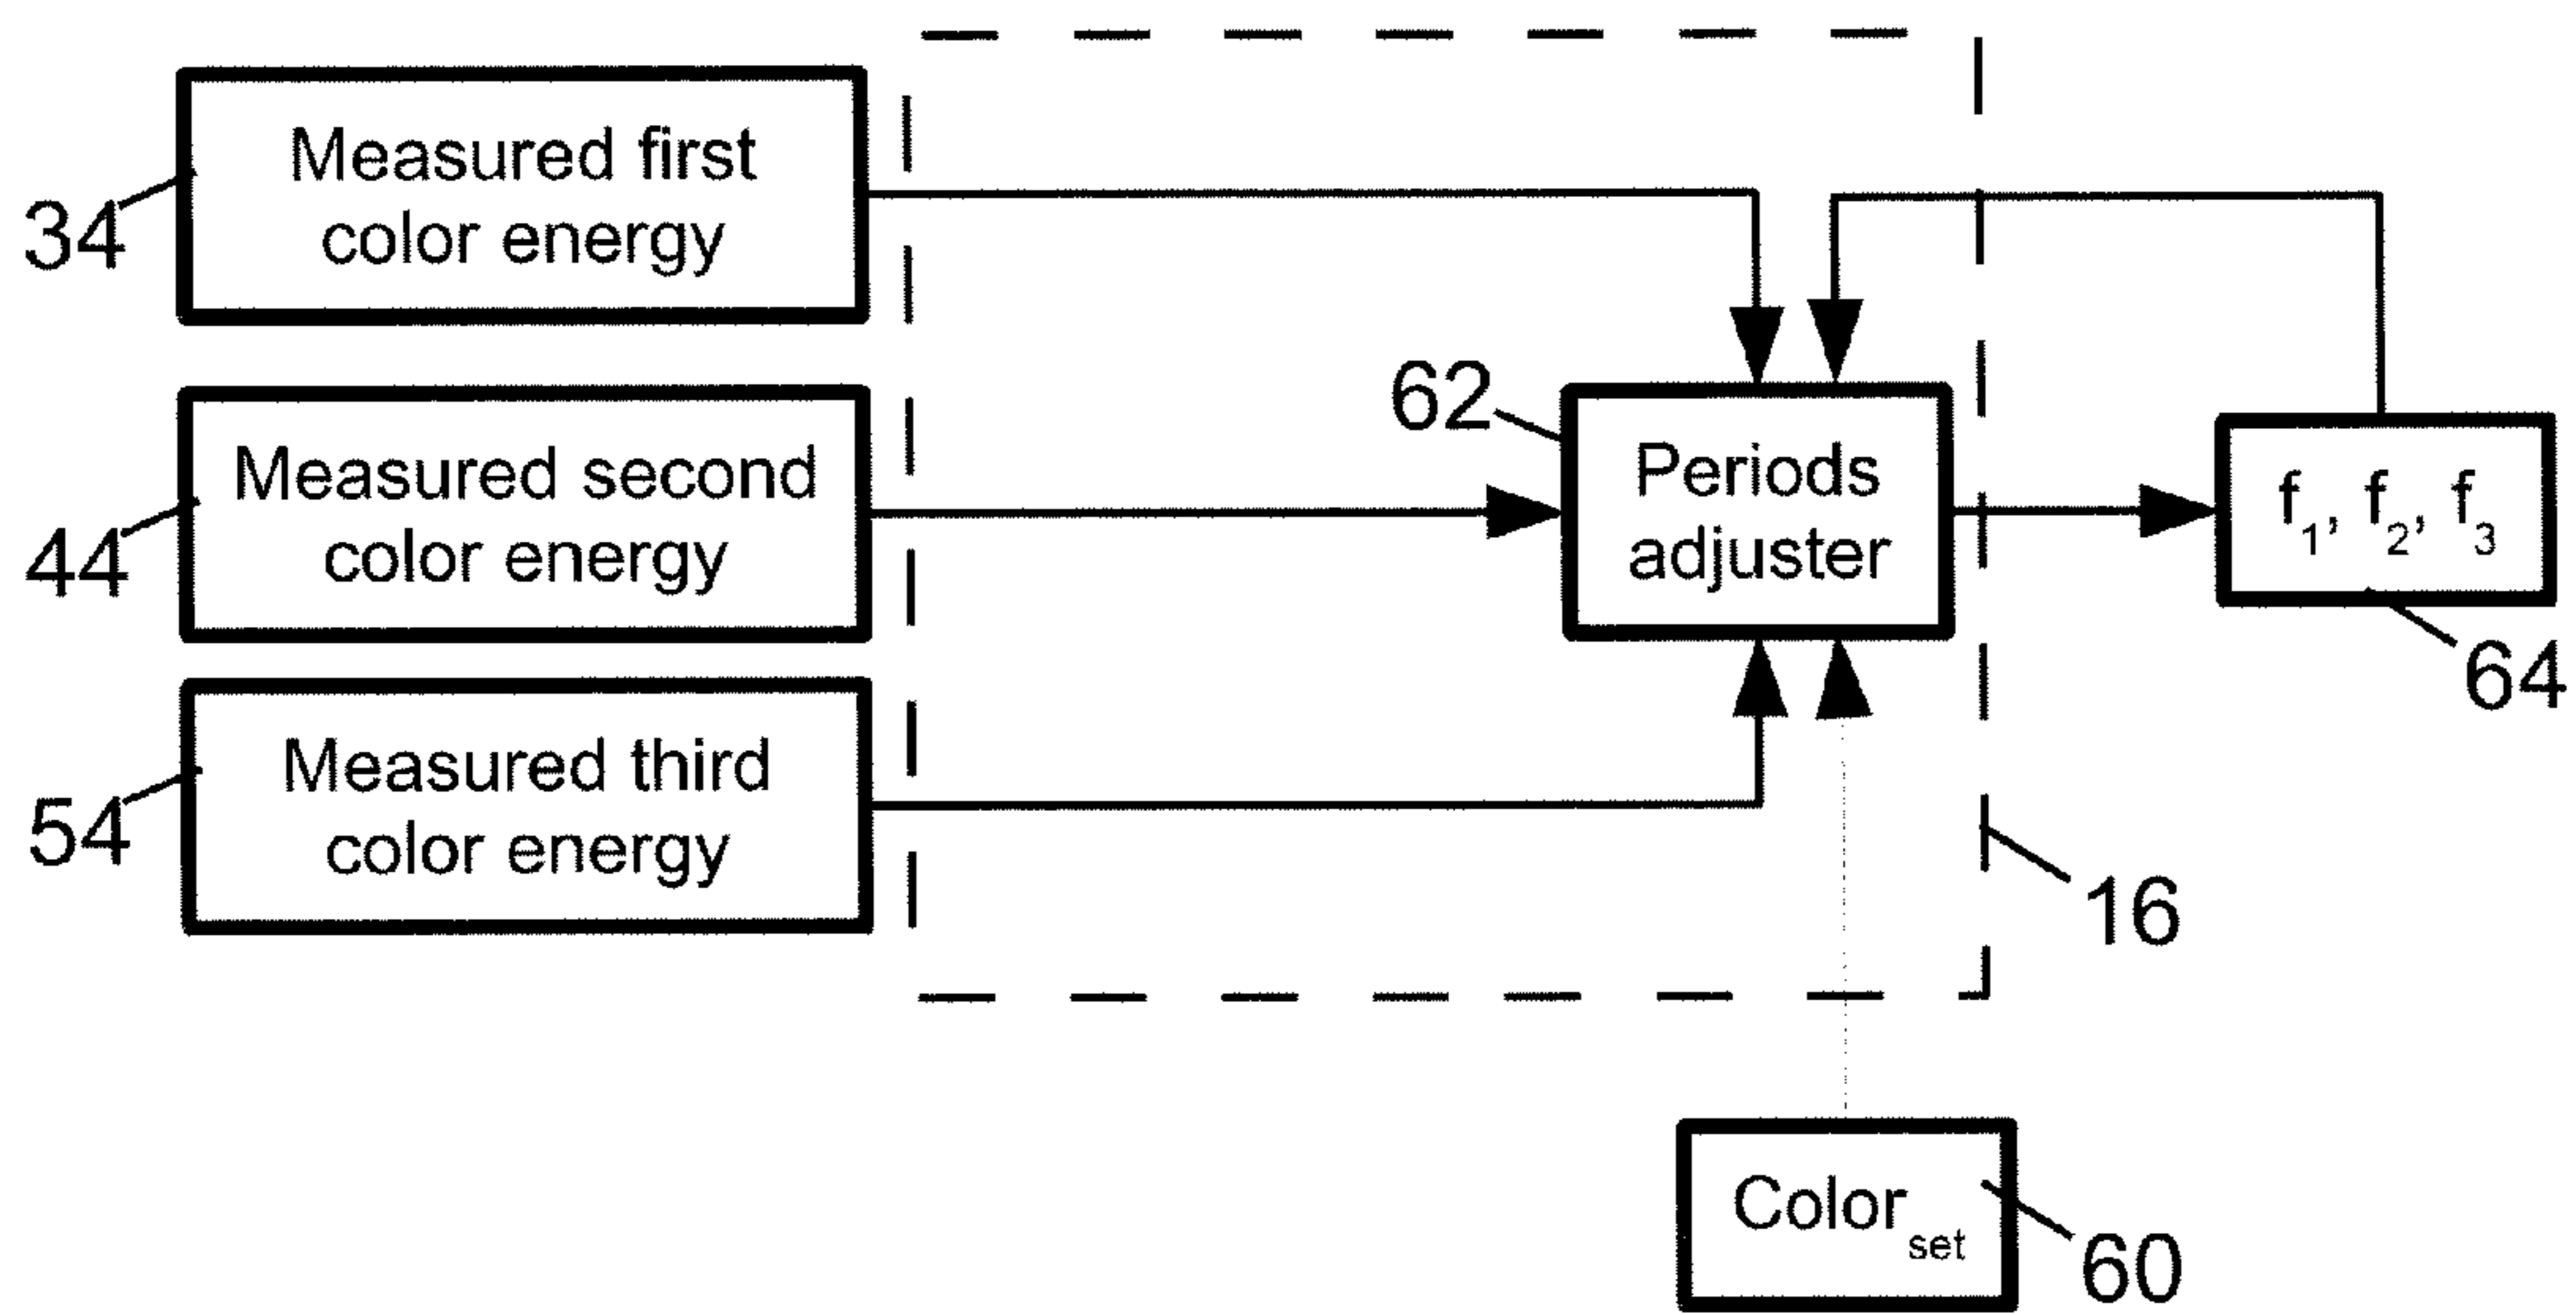 Measured first
color energy
34
Measured second
color energy
44
Measured third
color energy
54
62
Periods
adjuster
f1, f2, f3
64
16
Colorset
60